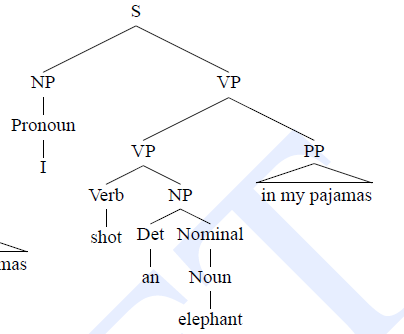 S
NP VP
Pronoun
VP PP
I
Verb NP in my pajamas
shot Det Nominal
mas
an Noun
elephant